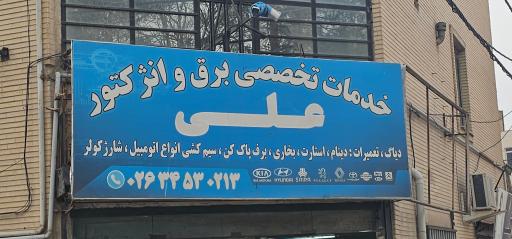 خدمات تخصصی برق و انژکتور
علی
دیاگ ، تعمیرات : دینام ، استارت ، بخاری ، برف پاک کن ، سیم کشی انواع اتومبیل ، شارژ کولر
۰۲۶ ۳۴ ۵۳ ۰۲۱۳
KIA HYUNDAI SAIPA